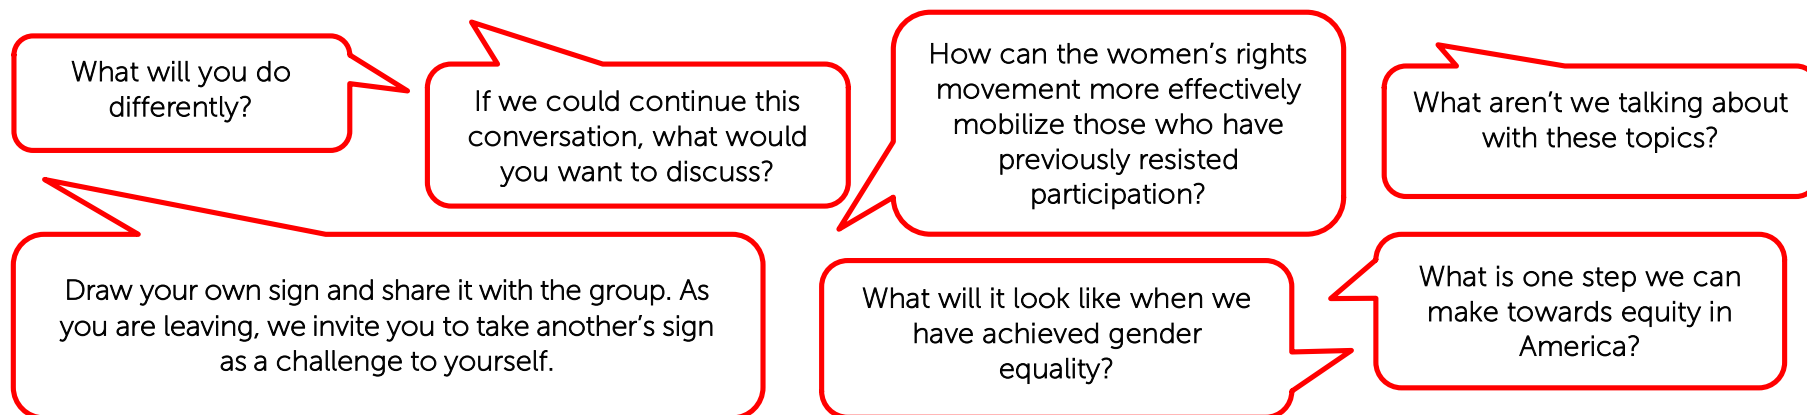 What will you do
differently?
If we could continue this
conversation, what would
you want to discuss?
How can the women’s rights
movement more effectively
mobilize those who have
previously resisted
participation?
What aren’t we talking about
with these topics?
Draw your own sign and share it with the group. As
you are leaving, we invite you to take another’s sign
as a challenge to yourself.
What will it look like when we
have achieved gender
equality?
What is one step we can
make towards equity in
America?